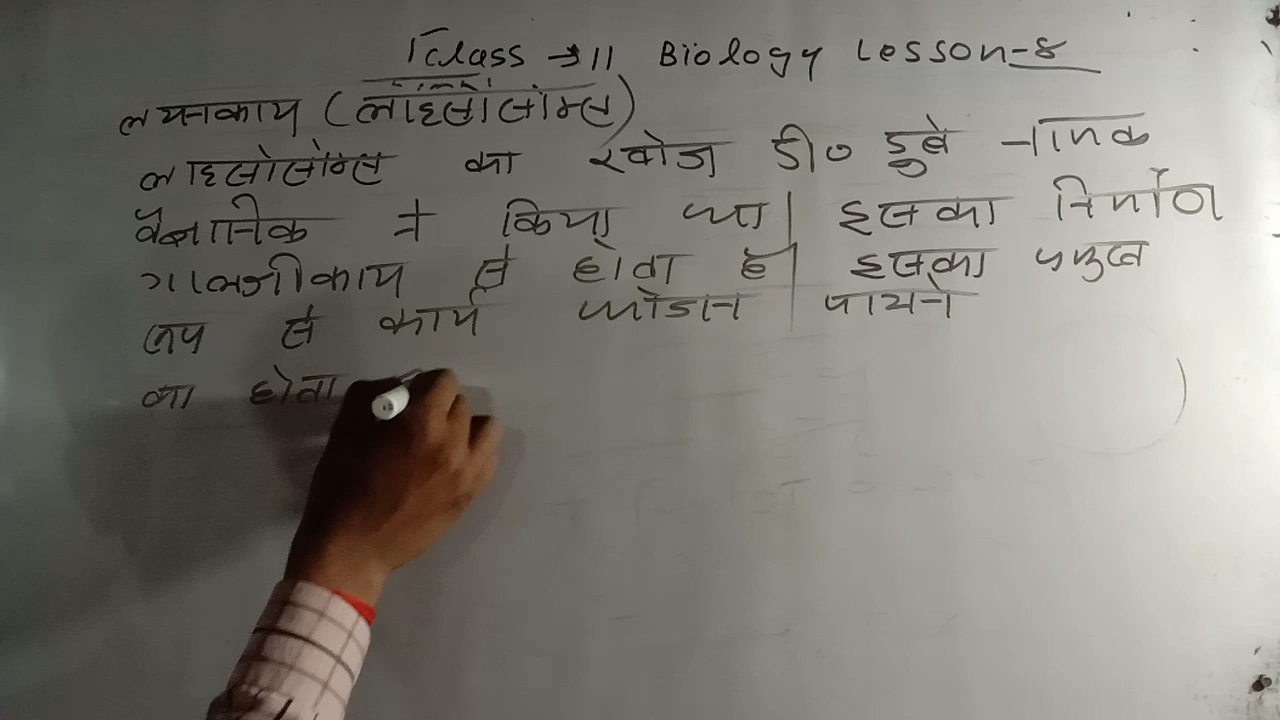 Class → 11 Biology Lesson-8
लयनकाय (लाइसोसोम्स)
लाइसोसोम्स का खोज डी० डुबे नामक
वैज्ञानिक ने किया था| इसका निर्माण
गाल्जीकाय से होता है| इसका प्रमुख
रूप से कार्य भोजन पाचने
का होता